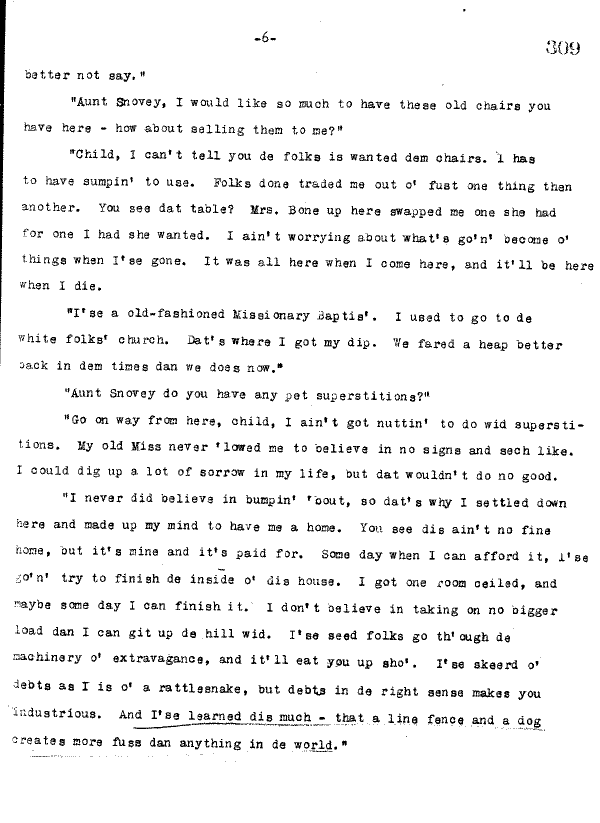 -6-
309
better not say."
"Aunt Snovey, I would like so much to have these old chairs you
have here - how about selling them to me?"
"Child, I can't tell you de folks is wanted dem chairs. I has
to have sumpin' to use. Folks done traded me out o' fust one thing then
another. You see dat table? Mrs. Bone up here swapped me one she had
for one I had she wanted. I ain't worrying about what's go'n' become o'
things when I'se gone. It was all here when I come here, and it'll be here
when I die.
"I'se a old-fashioned Missionary Baptis'. I used to go to de
white folks' church. Dat's where I got my dip. We fared a heap better
back in dem times dan we does now."
"Aunt Snovey do you have any pet superstitions?"
"Go on way from here, child, I ain't got nuttin' to do wid supersti-
tions. My old Miss never 'lowed me to believe in no signs and sech like.
I could dig up a lot of sorrow in my life, but dat wouldn't do no good.
"I never did believe in bumpin' 'bout, so dat's why I settled down
here and made up my mind to have me a home. You see dis ain't no fine
home, but it's mine and it's paid for. Some day when I can afford it, I'se
go'n' try to finish de inside o' dis house. I got one room ceiled, and
maybe some day I can finish it. I don't believe in taking on no bigger
load dan I can git up de hill wid. I'se seed folks go th'ough de
machinery o' extravagance, and it'll eat you up sho'. I'se skeerd o'
debts as I is o' a rattlesnake, but debts in de right sense makes you
industrious. And I'se learned dis much - that a line fence and a dog
creates more fuss dan anything in de world."